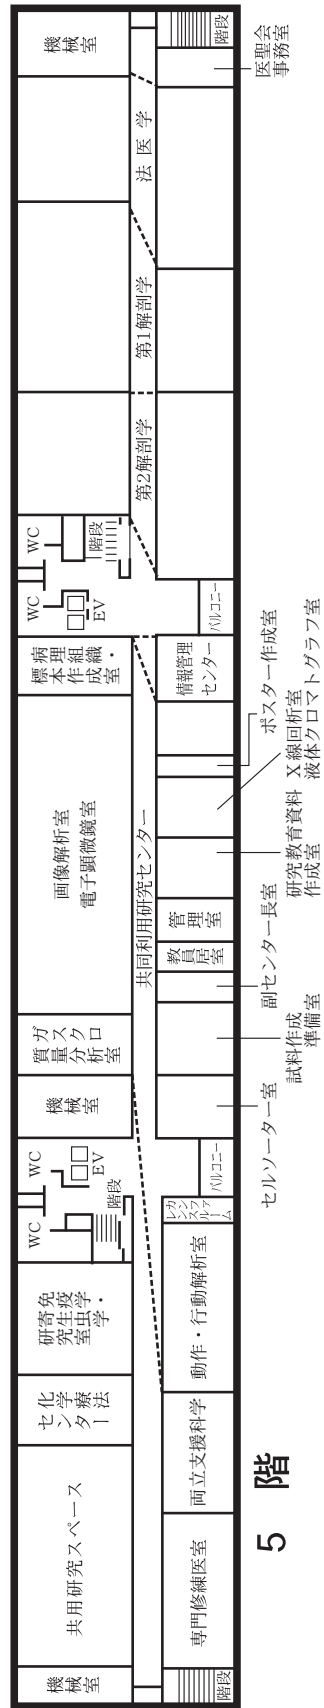 機械室
階段
医聖会
事務室
法医学
第1解剖学
第2解剖学
WC
階段
WC
EV
バルコニー
病理組織・
標本作成室
情報管理
センター
ポスター作成室
画像解析室
電子顕微鏡室
X線回析室
液体クロマトグラフ室
共同利用研究センター
研究教育資料
作成室
管理室
教員居室
副センター長室
ガスクロ
質量分析室
試料作成
準備室
機械室
セルソーター室
WC
EV
バルコニー
WC
階段
カンファ
レンスルーム
免疫学・
寄生虫学
研究室
動作・行動解析室
化学療法
センター
両立支援科学
共用研究スペース
専門修練医室
機械室
階段
5 階